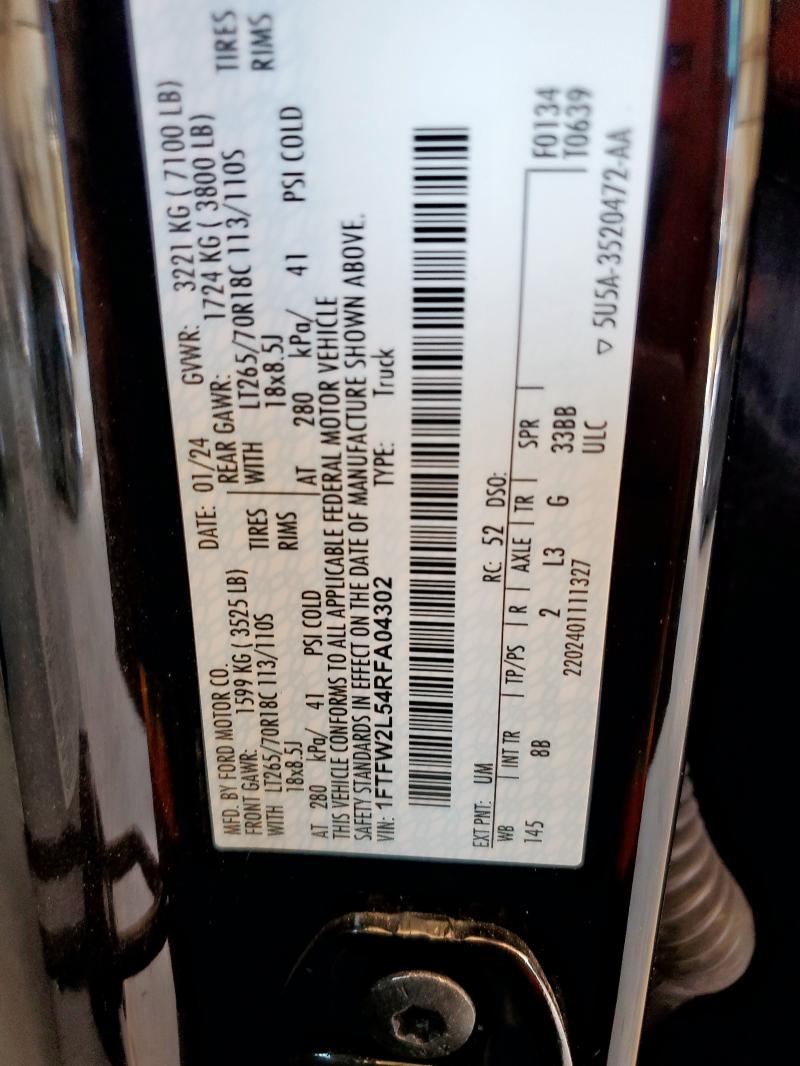 MFD. BY FORD MOTOR CO.
DATE: 01/24 GVWR: 3221 KG ( 7100 LB)
FRONT GAWR: 1599 KG ( 3525 LB)
REAR GAWR: 1724 KG ( 3800 LB)
WITH LT265/70R18C 113/110S TIRES
WITH LT265/70R18C 113/110S TIRES
18x8.5J RIMS
18x8.5J RIMS
AT 280 kPa/ 41 PSI COLD
AT 280 kPa/ 41 PSI COLD
THIS VEHICLE CONFORMS TO ALL APPLICABLE FEDERAL MOTOR VEHICLE
SAFETY STANDARDS IN EFFECT ON THE DATE OF MANUFACTURE SHOWN ABOVE.
VIN: 1FTFW2L54RFA04302 TYPE: Truck
EXT PNT: UM RC: 52 DSO:
F0134
WB INT TR TP/PS R AXLE TR SPR
T0639
145 8B 2 L3 G 33BB
2202401111327 ULC
▽ 5U5A-3520472-AA